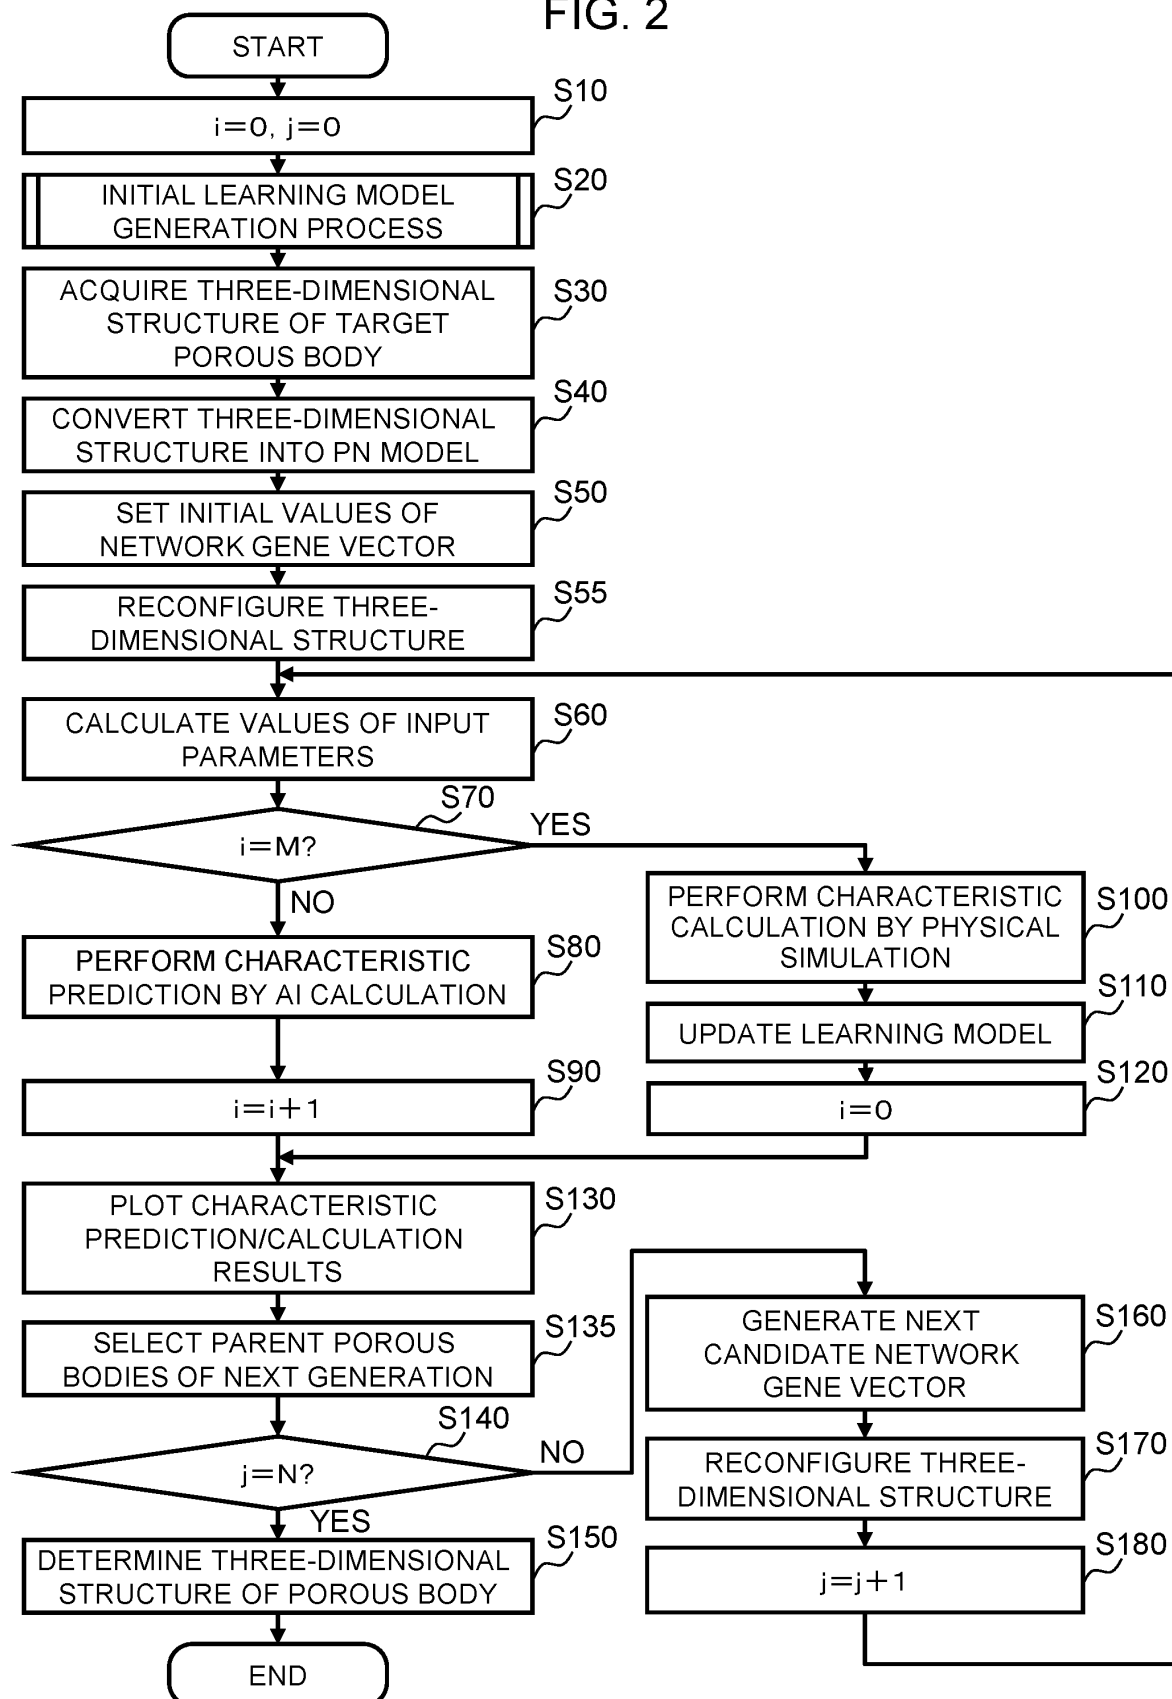 FIG. 2
START
S10
i=0, j=0
S20
INITIAL LEARNING MODEL
GENERATION PROCESS
S30
ACQUIRE THREE-DIMENSIONAL
STRUCTURE OF TARGET
POROUS BODY
S40
CONVERT THREE-DIMENSIONAL
STRUCTURE INTO PN MODEL
S50
SET INITIAL VALUES OF
NETWORK GENE VECTOR
S55
RECONFIGURE THREE-
DIMENSIONAL STRUCTURE
S60
CALCULATE VALUES OF INPUT
PARAMETERS
S70
i=M?
YES
NO
S80
PERFORM CHARACTERISTIC
PREDICTION BY AI CALCULATION
S90
i=i+1
S100
PERFORM CHARACTERISTIC
CALCULATION BY PHYSICAL
SIMULATION
S110
UPDATE LEARNING MODEL
S120
i=0
S130
PLOT CHARACTERISTIC
PREDICTION/CALCULATION
RESULTS
S135
SELECT PARENT POROUS
BODIES OF NEXT GENERATION
S140
j=N?
NO
YES
S150
DETERMINE THREE-DIMENSIONAL
STRUCTURE OF POROUS BODY
END
S160
GENERATE NEXT
CANDIDATE NETWORK
GENE VECTOR
S170
RECONFIGURE THREE-
DIMENSIONAL STRUCTURE
S180
j=j+1